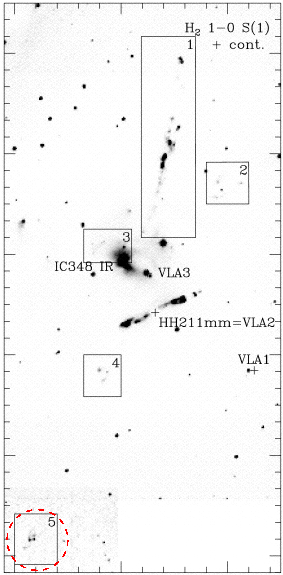 H₂ 1−0 S(1)
1 + cont.
2
3
IC348 IR
VLA3
HH211mm=VLA2
VLA1
4
5